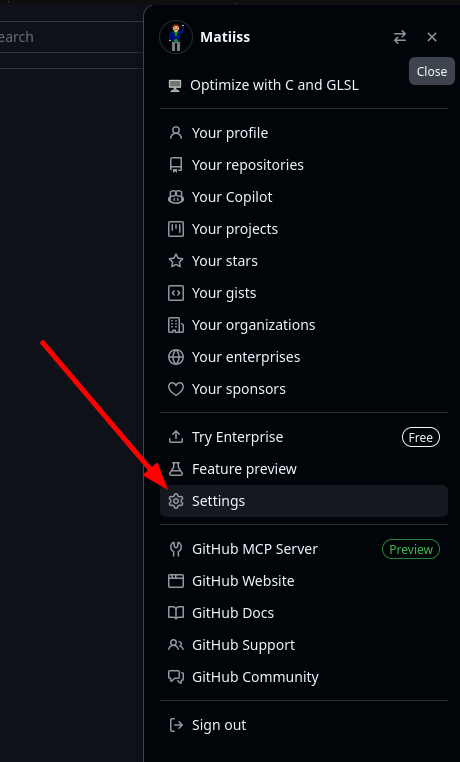 earch
Matiiss
Close
Optimize with C and GLSL
Your profile
Your repositories
Your Copilot
Your projects
Your stars
Your gists
Your organizations
Your enterprises
Your sponsors
Try Enterprise Free
Feature preview
Settings
GitHub MCP Server Preview
GitHub Website
GitHub Docs
GitHub Support
GitHub Community
Sign out